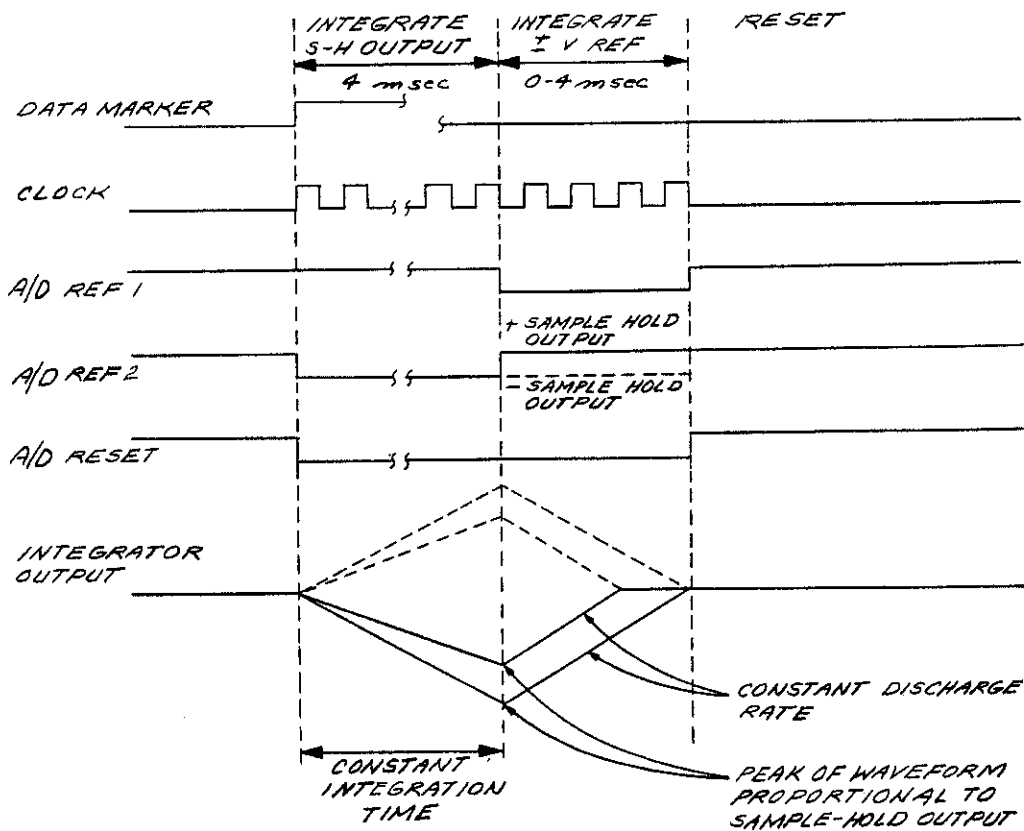 INTEGRATE
S-H OUTPUT
INTEGRATE
± V REF
RESET
4 msec
0-4 msec
DATA MARKER
CLOCK
A/D REF 1
+ SAMPLE HOLD
OUTPUT
A/D REF 2
- SAMPLE HOLD
OUTPUT
A/D RESET
INTEGRATOR
OUTPUT
CONSTANT DISCHARGE
RATE
CONSTANT
INTEGRATION
TIME
PEAK OF WAVEFORM
PROPORTIONAL TO
SAMPLE-HOLD OUTPUT